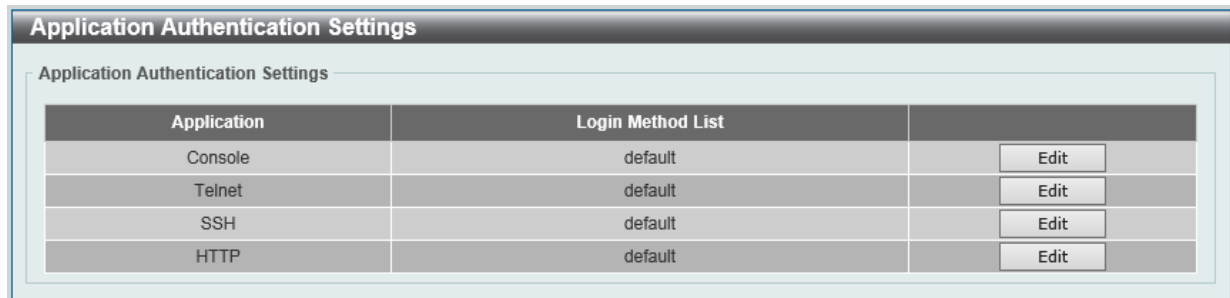 Application Authentication Settings
Application Authentication Settings
Application Login Method List
Console default Edit
Telnet default Edit
SSH default Edit
HTTP default Edit